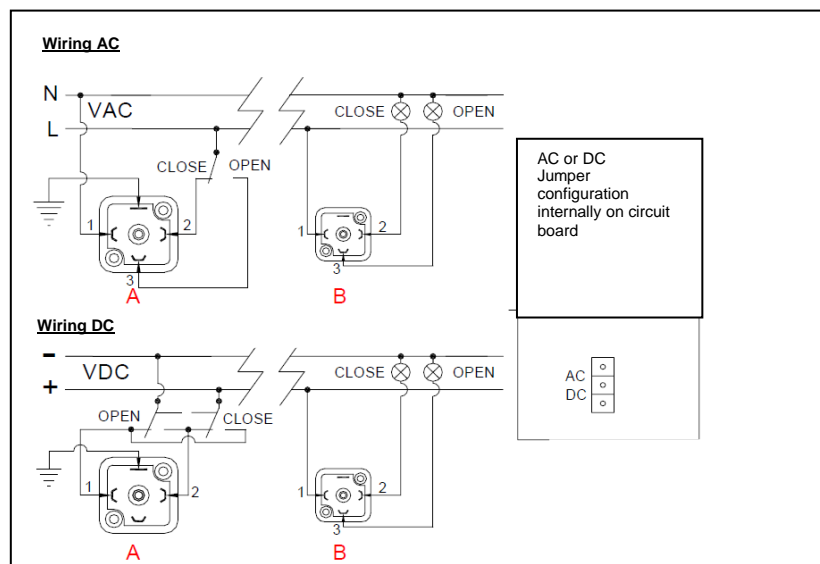 Wiring AC
N
VAC
L
CLOSE
OPEN
CLOSE
OPEN
1
2
3
A
1
2
3
B
AC or DC
Jumper
configuration
internally on circuit
board
Wiring DC
-
VDC
+
OPEN
CLOSE
CLOSE
OPEN
1
2
A
1
2
3
B
AC
DC